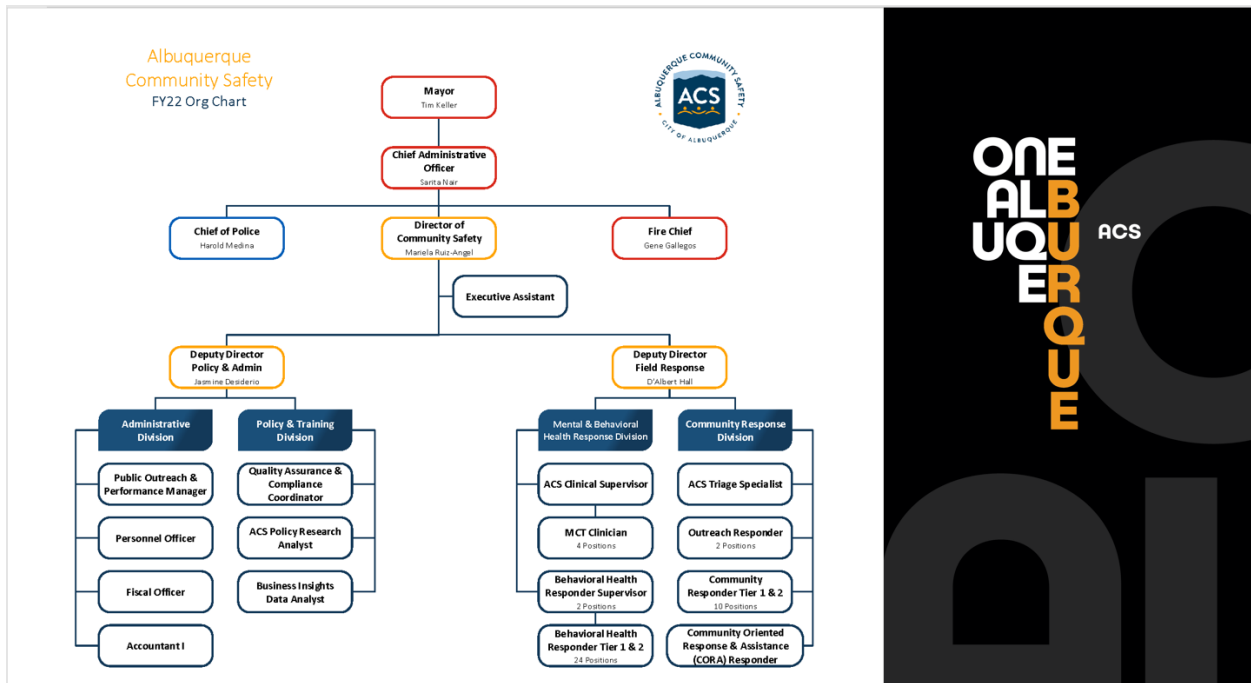 Albuquerque
Community Safety
FY22 Org Chart
ALBUQUERQUE COMMUNITY SAFETY
ACS
CITY OF ALBUQUERQUE
Mayor
Tim Keller
Chief Administrative
Officer
Sarita Nair
Chief of Police
Harold Medina
Director of
Community Safety
Mariela Ruiz-Angel
Fire Chief
Gene Gallegos
Executive Assistant
Deputy Director
Policy & Admin
Jasmine Desiderio
Deputy Director
Field Response
D'Albert Hall
Administrative
Division
Policy & Training
Division
Mental & Behavioral
Health Response Division
Community Response
Division
Public Outreach &
Performance Manager
Quality Assurance &
Compliance
Coordinator
ACS Clinical Supervisor
ACS Triage Specialist
Personnel Officer
ACS Policy Research
Analyst
MCT Clinician
4 Positions
Outreach Responder
2 Positions
Fiscal Officer
Business Insights
Data Analyst
Behavioral Health
Responder Supervisor
2 Positions
Community
Responder Tier 1 & 2
10 Positions
Accountant I
Behavioral Health
Responder Tier 1 & 2
24 Positions
Community Oriented
Response & Assistance
(CORA) Responder
ONE
ALB
UQU
ER
Q
U
E
BURQUE
ACS